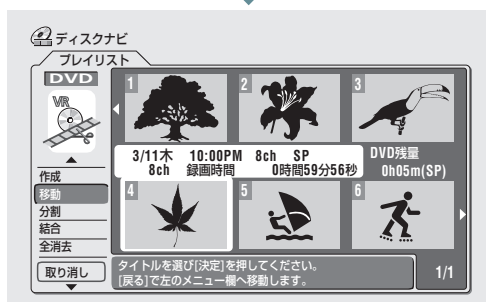 ディスクナビ
プレイリスト
DVD
VR
1
2
3
3/11木 10:00PM 8ch SP
8ch 録画時間 0時間59分56秒
DVD残量
0h05m(SP)
4
5
6
作成
移動
分割
結合
全消去
取り消し
タイトルを選び[決定]を押してください。
[戻る]で左のメニュー欄へ移動します。
1/1